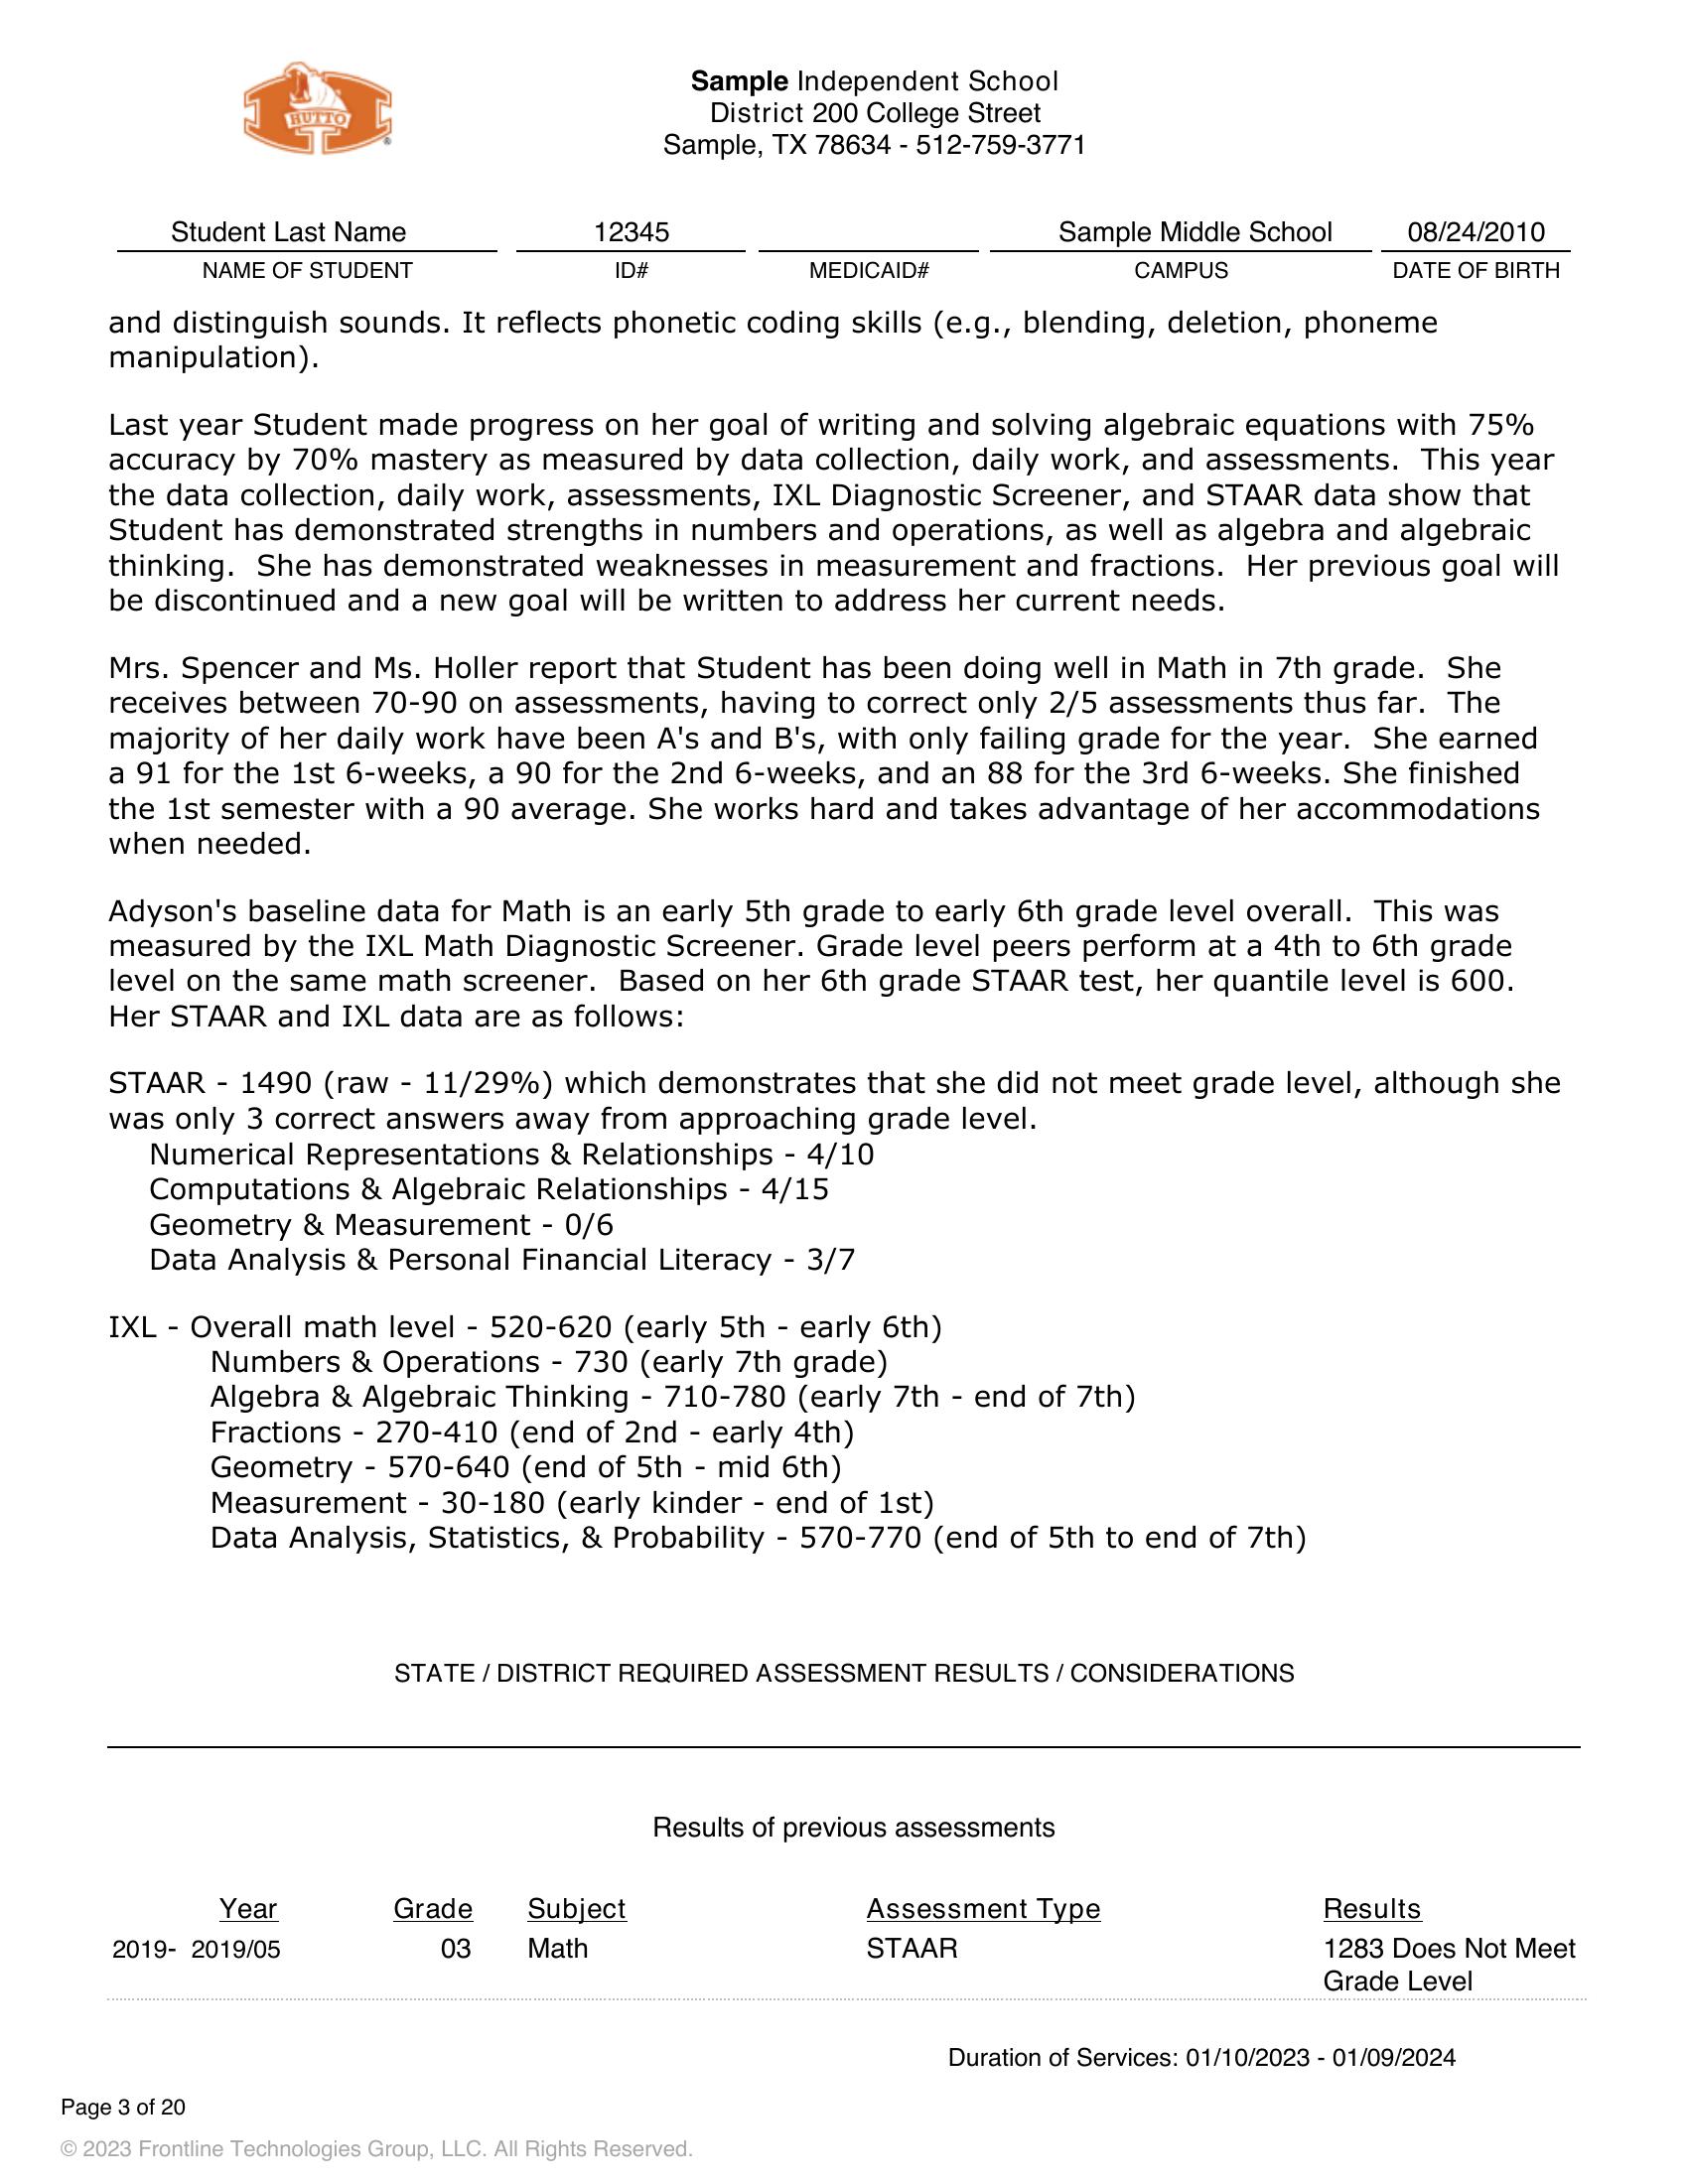 HUTTO
®
Sample Independent School
District 200 College Street
Sample, TX 78634 - 512-759-3771
Student Last Name 12345 Sample Middle School 08/24/2010
NAME OF STUDENT ID# MEDICAID# CAMPUS DATE OF BIRTH
and distinguish sounds. It reflects phonetic coding skills (e.g., blending, deletion, phoneme
manipulation).
Last year Student made progress on her goal of writing and solving algebraic equations with 75%
accuracy by 70% mastery as measured by data collection, daily work, and assessments.  This year
the data collection, daily work, assessments, IXL Diagnostic Screener, and STAAR data show that
Student has demonstrated strengths in numbers and operations, as well as algebra and algebraic
thinking.  She has demonstrated weaknesses in measurement and fractions.  Her previous goal will
be discontinued and a new goal will be written to address her current needs.
Mrs. Spencer and Ms. Holler report that Student has been doing well in Math in 7th grade.  She
receives between 70-90 on assessments, having to correct only 2/5 assessments thus far.  The
majority of her daily work have been A's and B's, with only failing grade for the year.  She earned
a 91 for the 1st 6-weeks, a 90 for the 2nd 6-weeks, and an 88 for the 3rd 6-weeks. She finished
the 1st semester with a 90 average. She works hard and takes advantage of her accommodations
when needed.
Adyson's baseline data for Math is an early 5th grade to early 6th grade level overall.  This was
measured by the IXL Math Diagnostic Screener. Grade level peers perform at a 4th to 6th grade
level on the same math screener.  Based on her 6th grade STAAR test, her quantile level is 600.
Her STAAR and IXL data are as follows:
STAAR - 1490 (raw - 11/29%) which demonstrates that she did not meet grade level, although she
was only 3 correct answers away from approaching grade level.
Numerical Representations & Relationships - 4/10
Computations & Algebraic Relationships - 4/15
Geometry & Measurement - 0/6
Data Analysis & Personal Financial Literacy - 3/7
IXL - Overall math level - 520-620 (early 5th - early 6th)
Numbers & Operations - 730 (early 7th grade)
Algebra & Algebraic Thinking - 710-780 (early 7th - end of 7th)
Fractions - 270-410 (end of 2nd - early 4th)
Geometry - 570-640 (end of 5th - mid 6th)
Measurement - 30-180 (early kinder - end of 1st)
Data Analysis, Statistics, & Probability - 570-770 (end of 5th to end of 7th)
STATE / DISTRICT REQUIRED ASSESSMENT RESULTS / CONSIDERATIONS
Results of previous assessments
Year Grade Subject Assessment Type Results
2019- 2019/05 03 Math STAAR 1283 Does Not Meet
Grade Level
Duration of Services: 01/10/2023 - 01/09/2024
Page 3 of 20
© 2023 Frontline Technologies Group, LLC. All Rights Reserved.